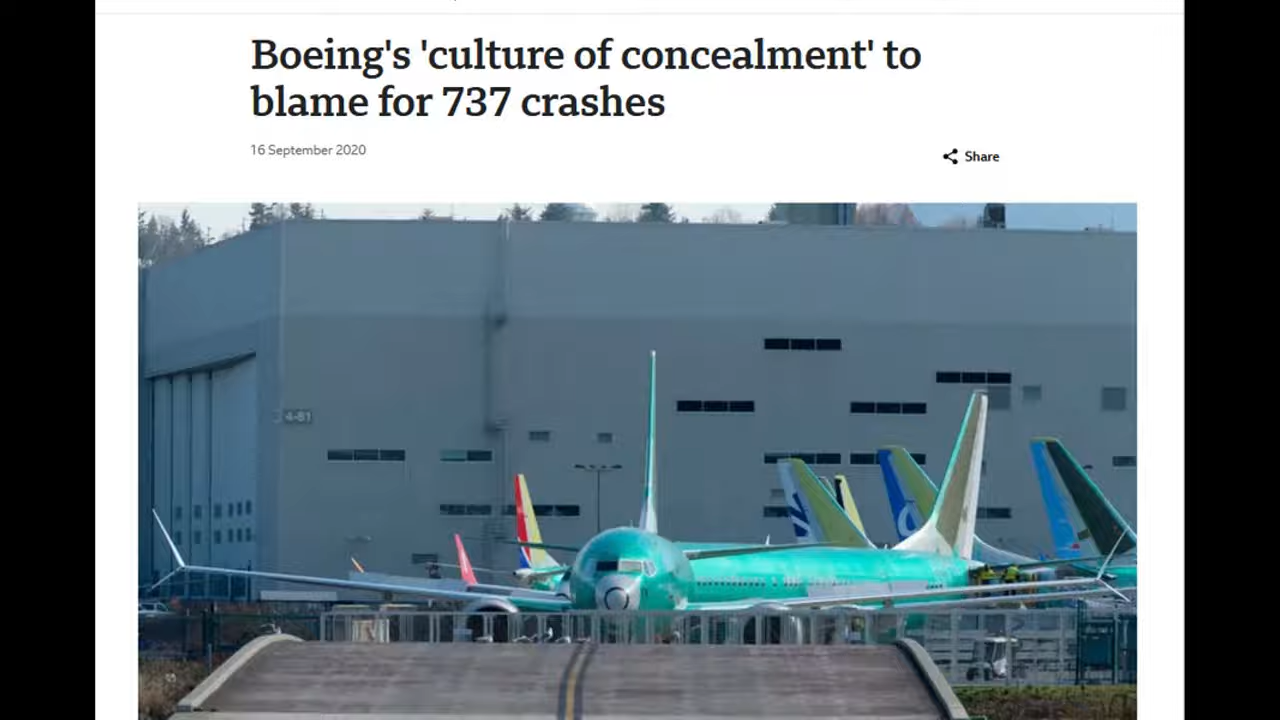 Boeing's 'culture of concealment' to
blame for 737 crashes
16 September 2020
Share
4-81